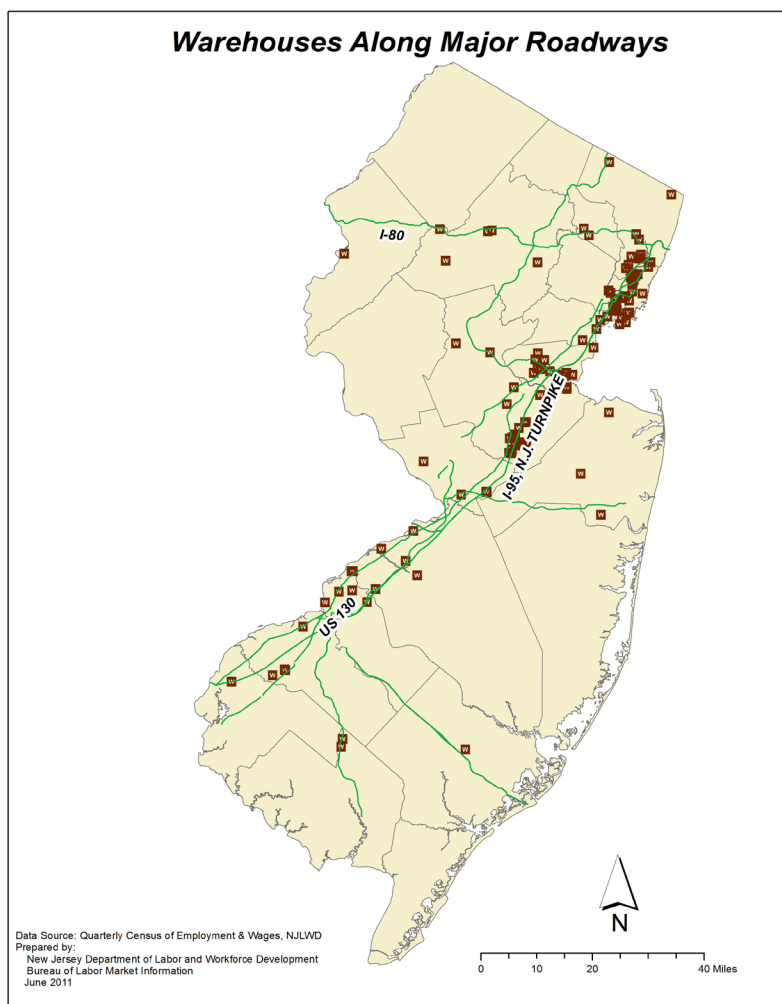 Warehouses Along Major Roadways
I-80
I-95, N.J. TURNPIKE
US 130
N
Data Source: Quarterly Census of Employment & Wages, NJLWD
Prepared by:
New Jersey Department of Labor and Workforce Development
Bureau of Labor Market Information
June 2011
0 10 20 40 Miles